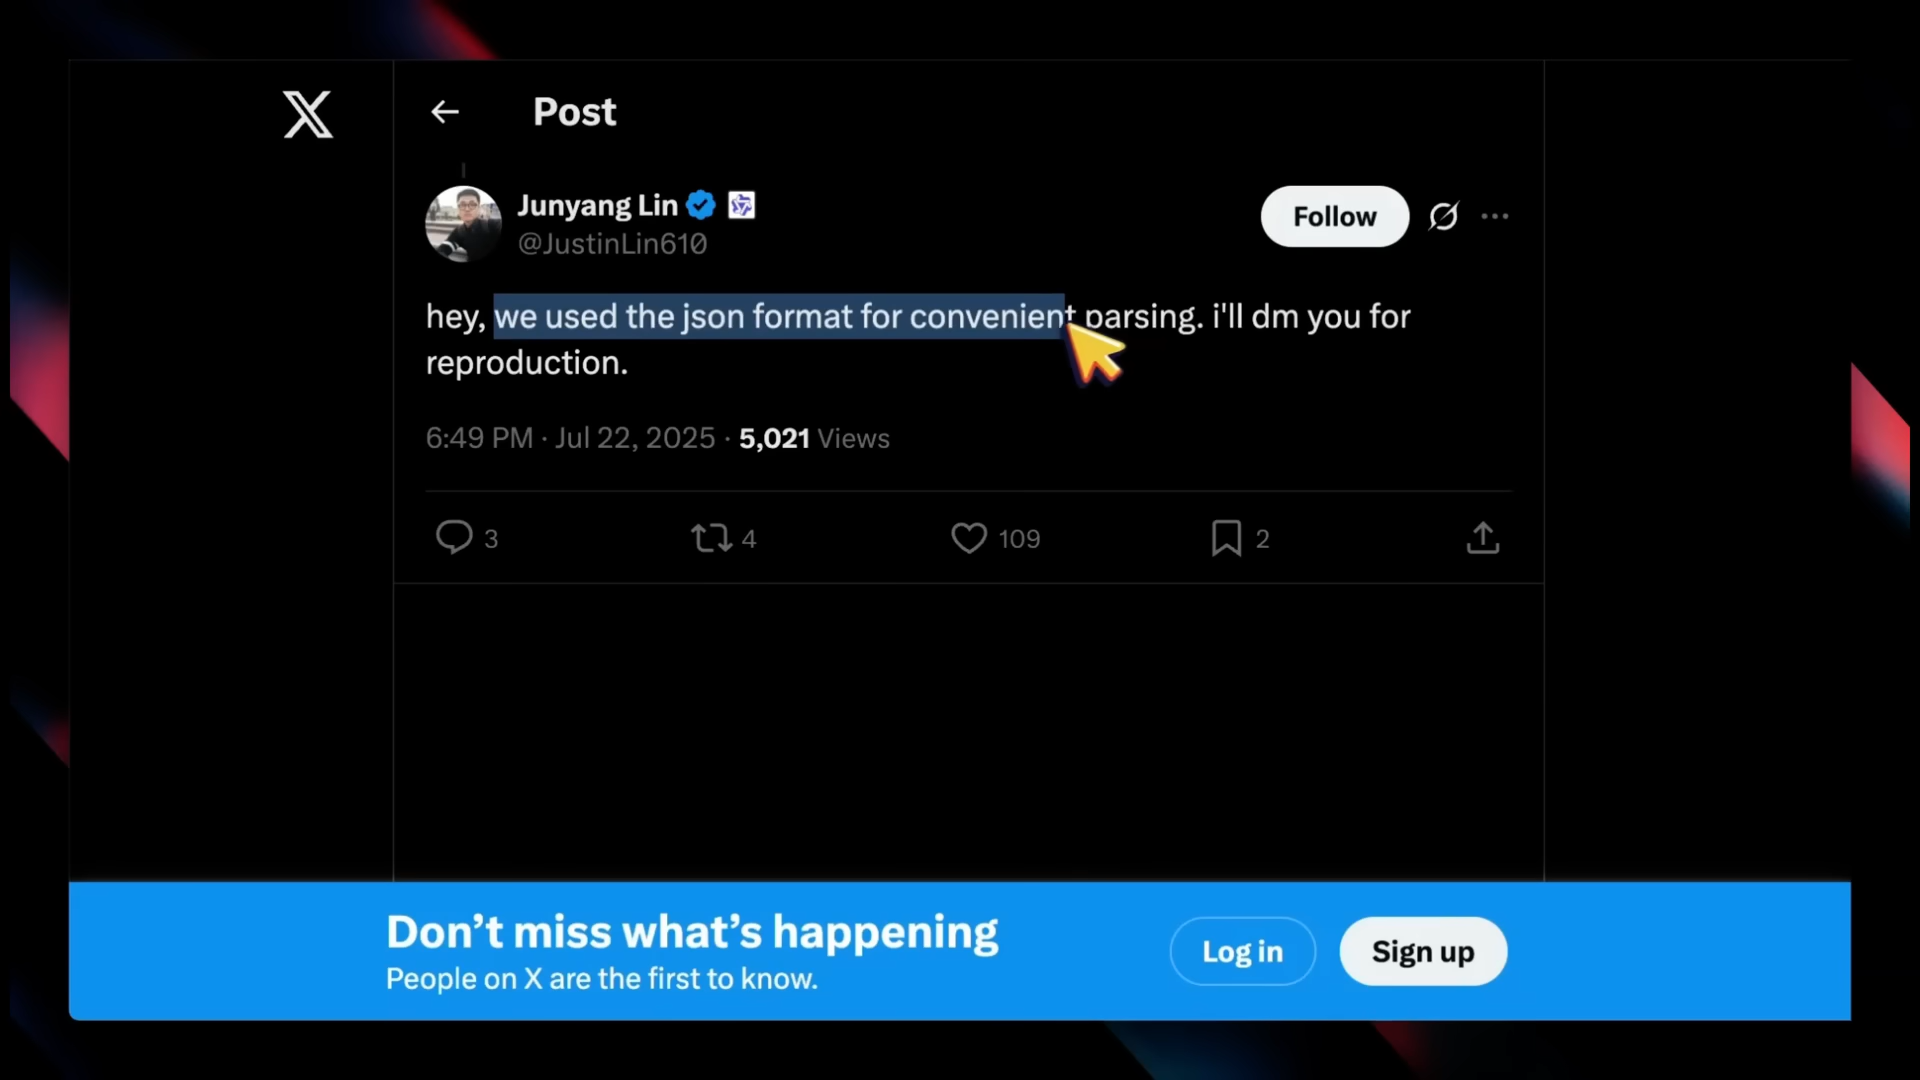 Post
Junyang Lin
@JustinLin610
Follow
hey, we used the json format for convenient parsing. i'll dm you for
reproduction.
6:49 PM · Jul 22, 2025 · 5,021 Views
3 4 109 2
Don’t miss what’s happening
People on X are the first to know.
Log in
Sign up